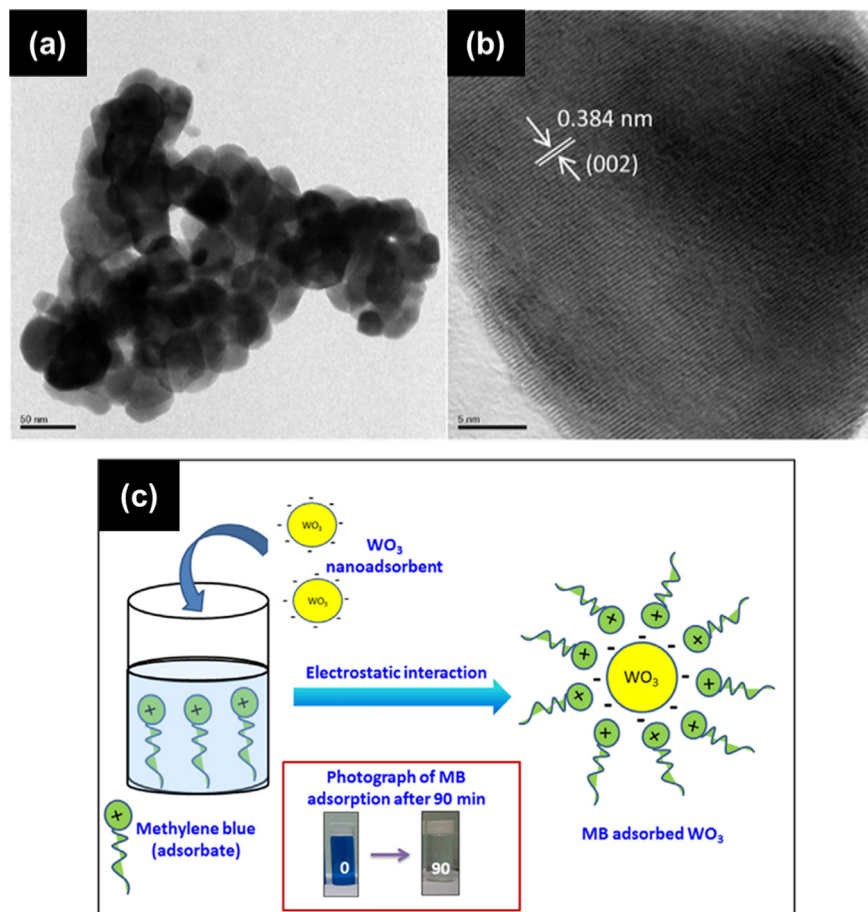 (a)
50 nm
(b)
0.384 nm
(002)
5 nm
(c)
WO₃
WO₃
WO₃
nanoadsorbent
Electrostatic interaction
WO₃
Methylene blue
(adsorbate)
Photograph of MB
adsorption after 90 min
0
90
MB adsorbed WO₃